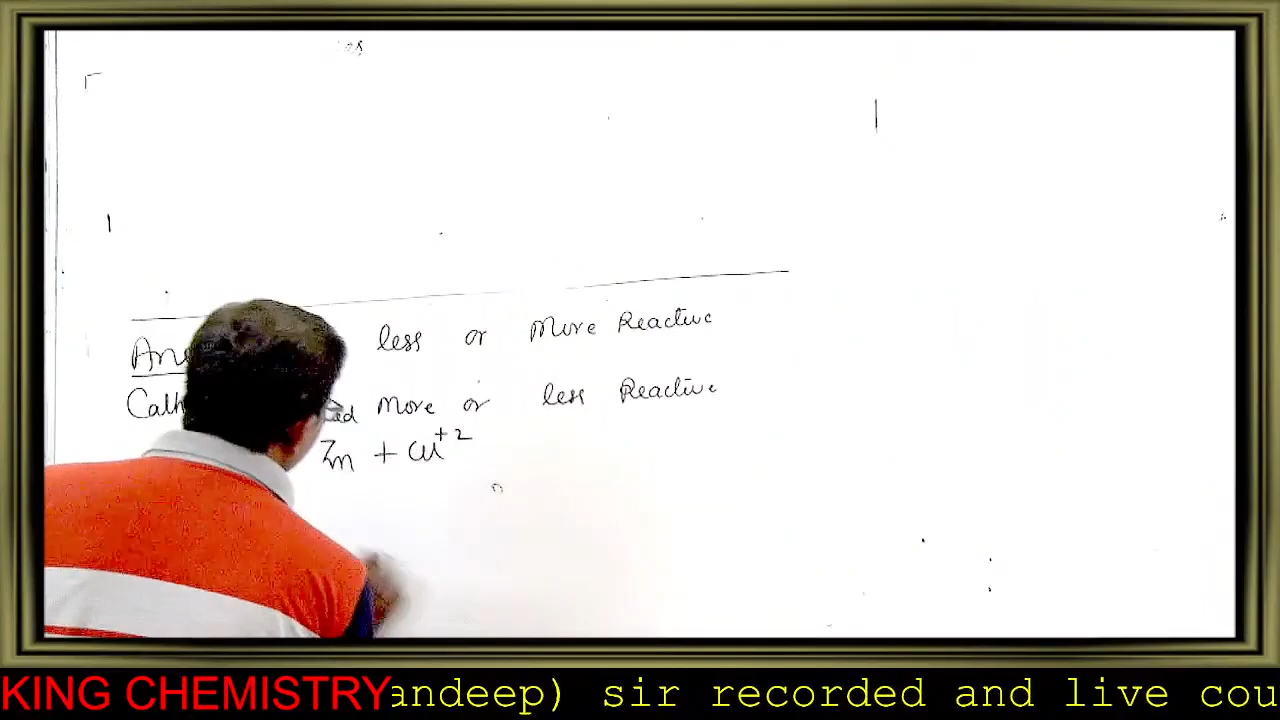 less or More Reactive
More or less Reactive
Zn + Cu+2
KING CHEMISTRY andeep) sir recorded and live cou